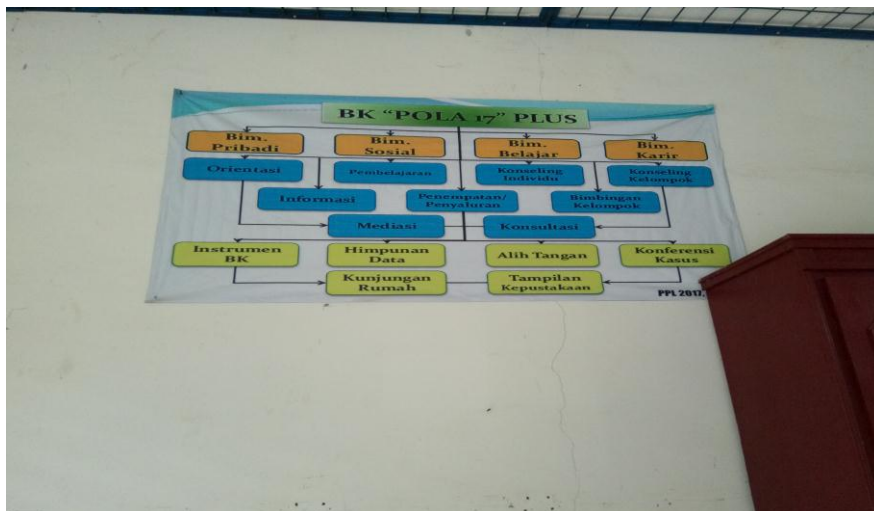 BK “POLA 17” PLUS
Bim.
Pribadi
Bim.
Sosial
Bim.
Belajar
Bim.
Karir
Orientasi
Pembelajaran
Konseling
Individu
Konseling
Kelompok
Informasi
Penempatan/
Penyaluran
Bimbingan
Kelompok
Mediasi
Konsultasi
Instrumen
BK
Himpunan
Data
Alih Tangan
Konferensi
Kasus
Kunjungan
Rumah
Tampilan
Kepustakaan
PPL 2017.